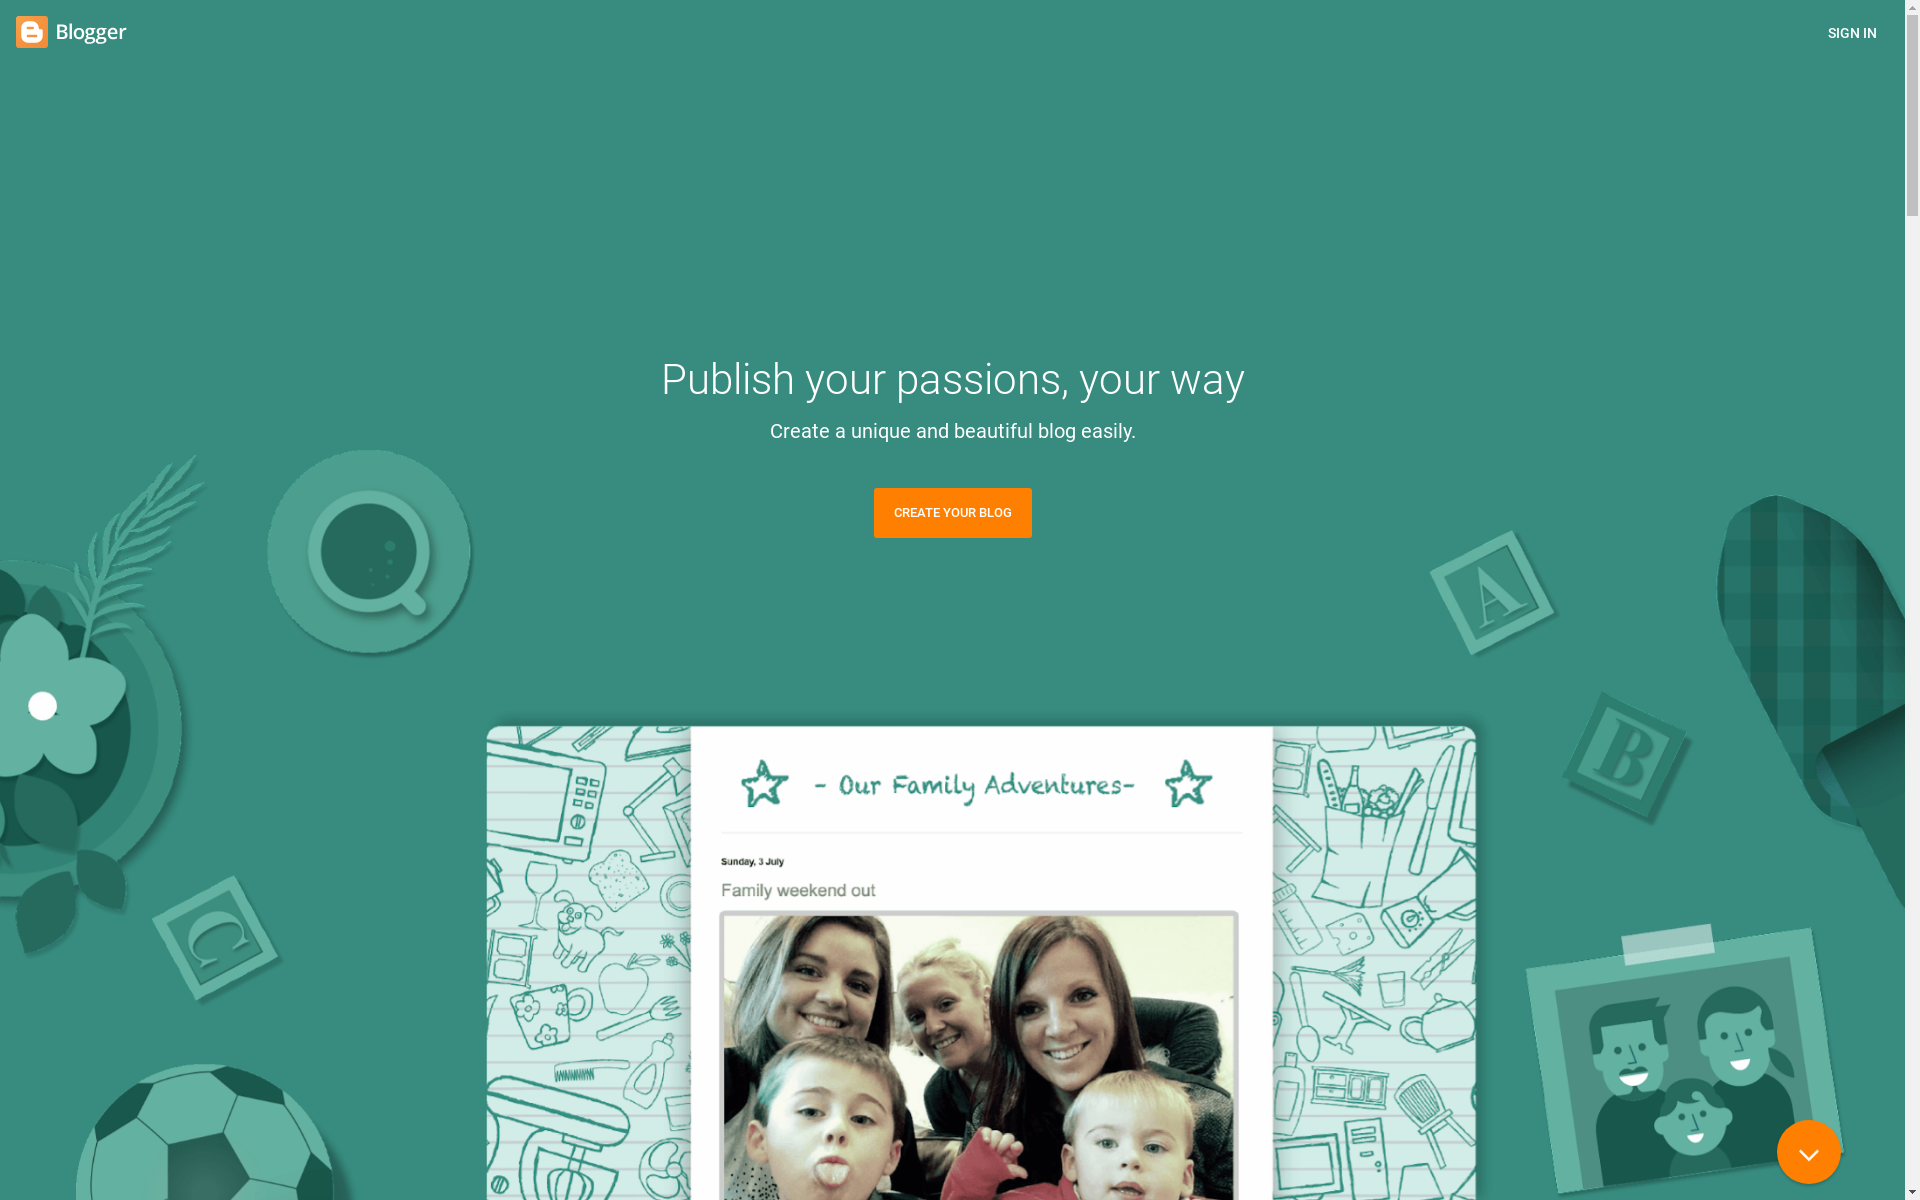 Blogger
SIGN IN
Publish your passions, your way
Create a unique and beautiful blog easily.
CREATE YOUR BLOG
A
B
- Our Family Adventures-
Sunday, 3 July
Family weekend out
C